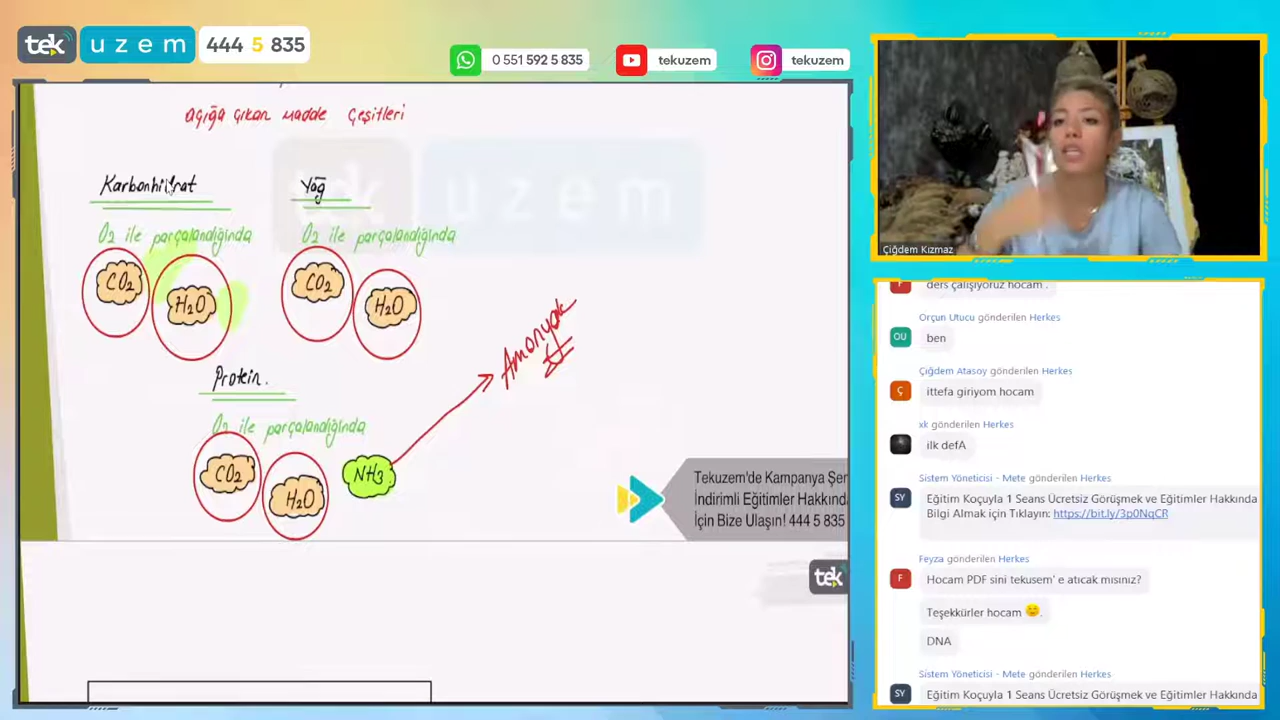 tek
uzem
444 5 835
0 551 592 5 835
tekuzem
tekuzem
açığa çıkan madde çeşitleri
Karbonhidrat
Yağ
O2 ile parçalandığında
O2 ile parçalandığında
CO2
H2O
CO2
H2O
Amonyak
Protein.
O2 ile parçalandığında
CO2
H2O
NH3
Tekuzem'de Kampanya Şer
İndirimli Eğitimler Hakkında
İçin Bize Ulaşın! 444 5 835
tek
tek
uzem
Çiğdem Kızmaz
F
ders çalışıyoruz hocam .
Orçun Utucu gönderilen Herkes
OU
ben
Çiğdem Atasoy gönderilen Herkes
Ç
ittefa giriyom hocam
xk gönderilen Herkes
ilk defA
Sistem Yöneticisi - Mete gönderilen Herkes
SY
Eğitim Koçuyla 1 Seans Ücretsiz Görüşmek ve Eğitimler Hakkında
Bilgi Almak için Tıklayın: https://bit.ly/3p0NqCR
Feyza gönderilen Herkes
F
Hocam PDF sini tekusem' e atıcak mısınız?
Teşekkürler hocam 😊.
DNA
Sistem Yöneticisi - Mete gönderilen Herkes
SY
Eğitim Koçuyla 1 Seans Ücretsiz Görüşmek ve Eğitimler Hakkında